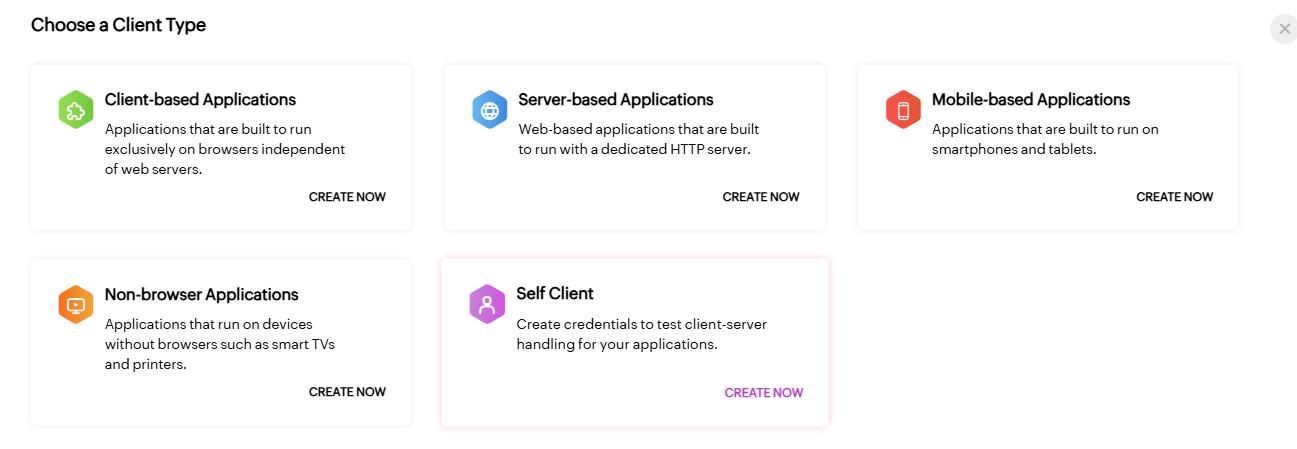 Choose a Client Type
Client-based Applications
Applications that are built to run
exclusively on browsers independent
of web servers.
CREATE NOW
Server-based Applications
Web-based applications that are built
to run with a dedicated HTTP server.
CREATE NOW
Mobile-based Applications
Applications that are built to run on
smartphones and tablets.
CREATE NOW
Non-browser Applications
Applications that run on devices
without browsers such as smart TVs
and printers.
CREATE NOW
Self Client
Create credentials to test client-server
handling for your applications.
CREATE NOW